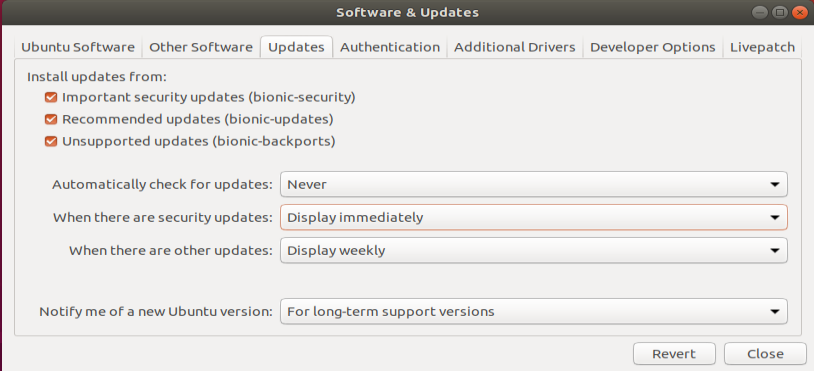 Software & Updates
Ubuntu Software Other Software Updates Authentication Additional Drivers Developer Options Livepatch
Install updates from:
Important security updates (bionic-security)
Recommended updates (bionic-updates)
Unsupported updates (bionic-backports)
Automatically check for updates: Never
When there are security updates: Display immediately
When there are other updates: Display weekly
Notify me of a new Ubuntu version: For long-term support versions
Revert Close